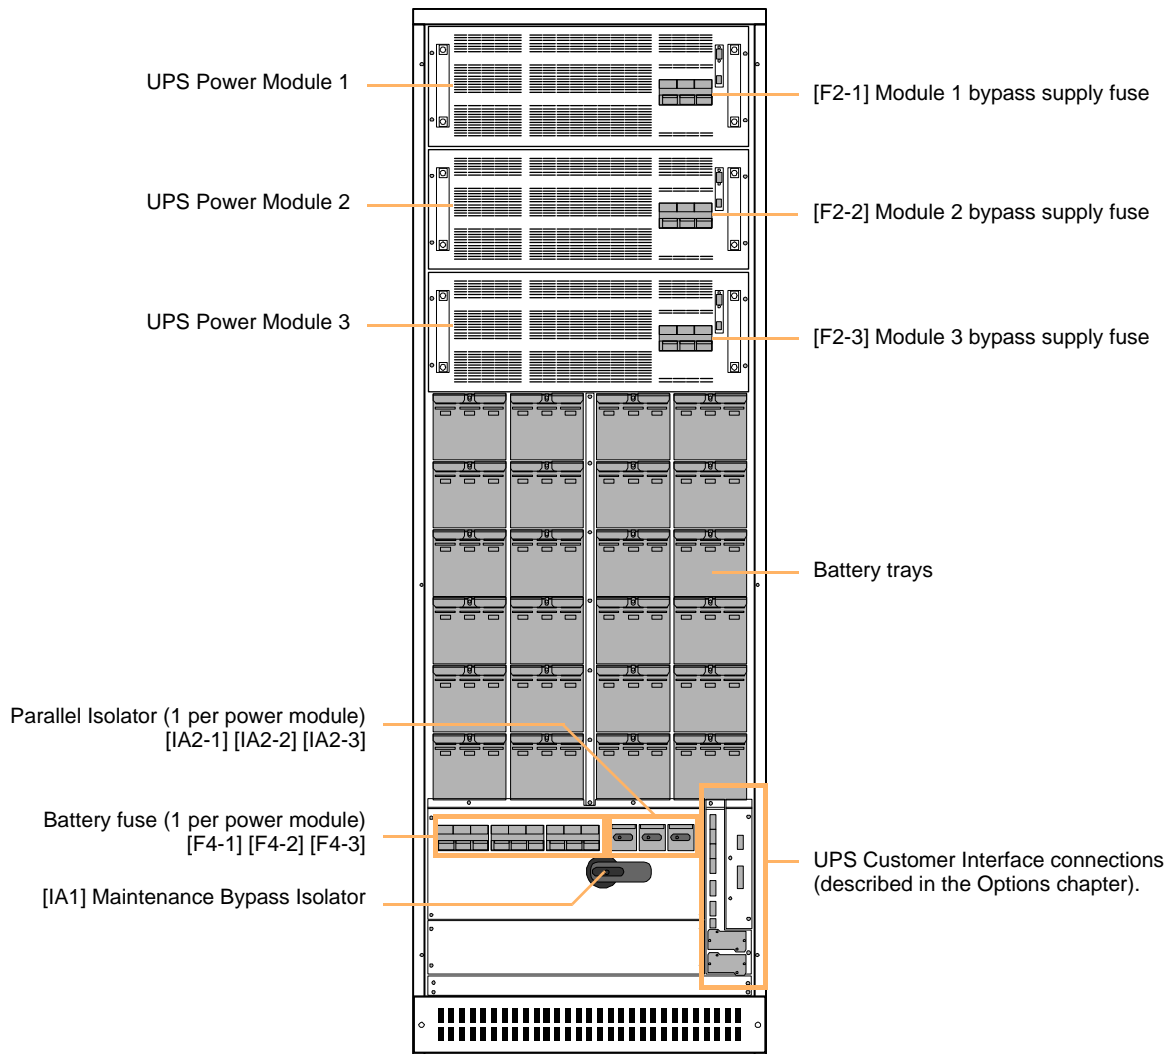 UPS Power Module 1
[F2-1] Module 1 bypass supply fuse
UPS Power Module 2
[F2-2] Module 2 bypass supply fuse
UPS Power Module 3
[F2-3] Module 3 bypass supply fuse
Battery trays
Parallel Isolator (1 per power module)
[IA2-1] [IA2-2] [IA2-3]
Battery fuse (1 per power module)
[F4-1] [F4-2] [F4-3]
UPS Customer Interface connections
(described in the Options chapter).
[IA1] Maintenance Bypass Isolator